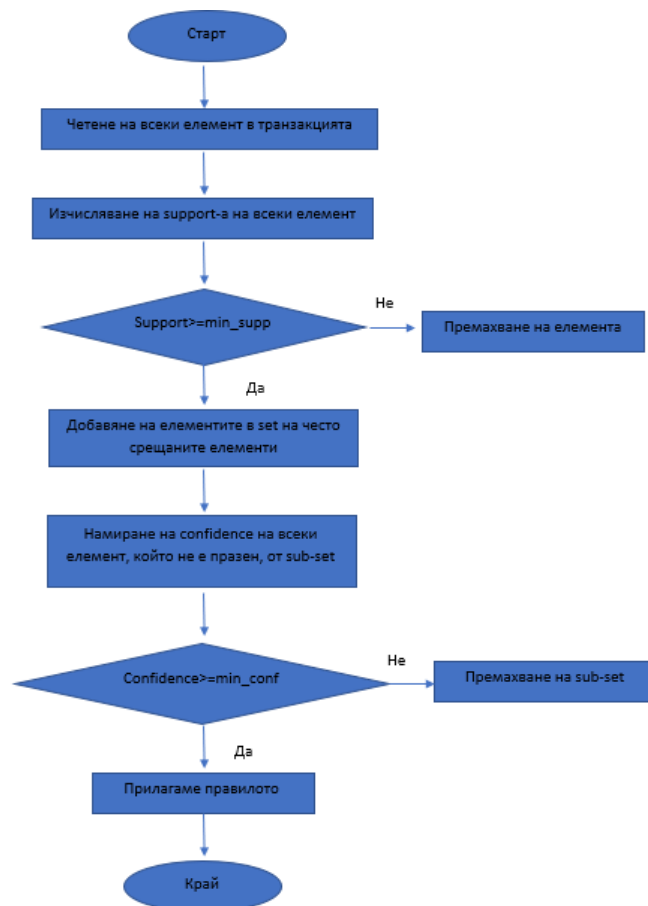 Старт
Четене на всеки елемент в транзакцията
Изчисляване на support-а на всеки елемент
Support>=min_supp
Не
Премахване на елемента
Да
Добавяне на елементите в set на често
срещаните елементи
Намиране на confidence на всеки
елемент, който не е празен, от sub-set
Confidence>=min_conf
Не
Премахване на sub-set
Да
Прилагаме правилото
Край